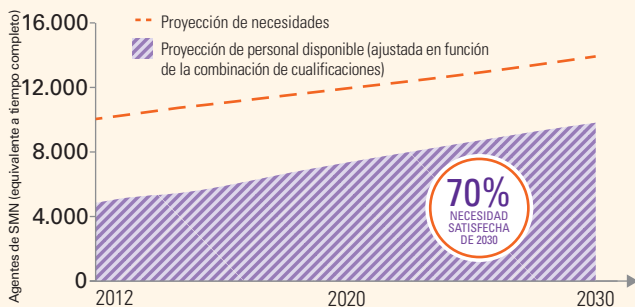 Agentes de SMN (equivalente a tiempo completo)
16.000
12.000
8.000
4.000
0
Proyección de necesidades
Proyección de personal disponible (ajustada en función
de la combinación de cualificaciones)
70%
NECESIDAD
SATISFECHA
DE 2030
2012
2020
2030